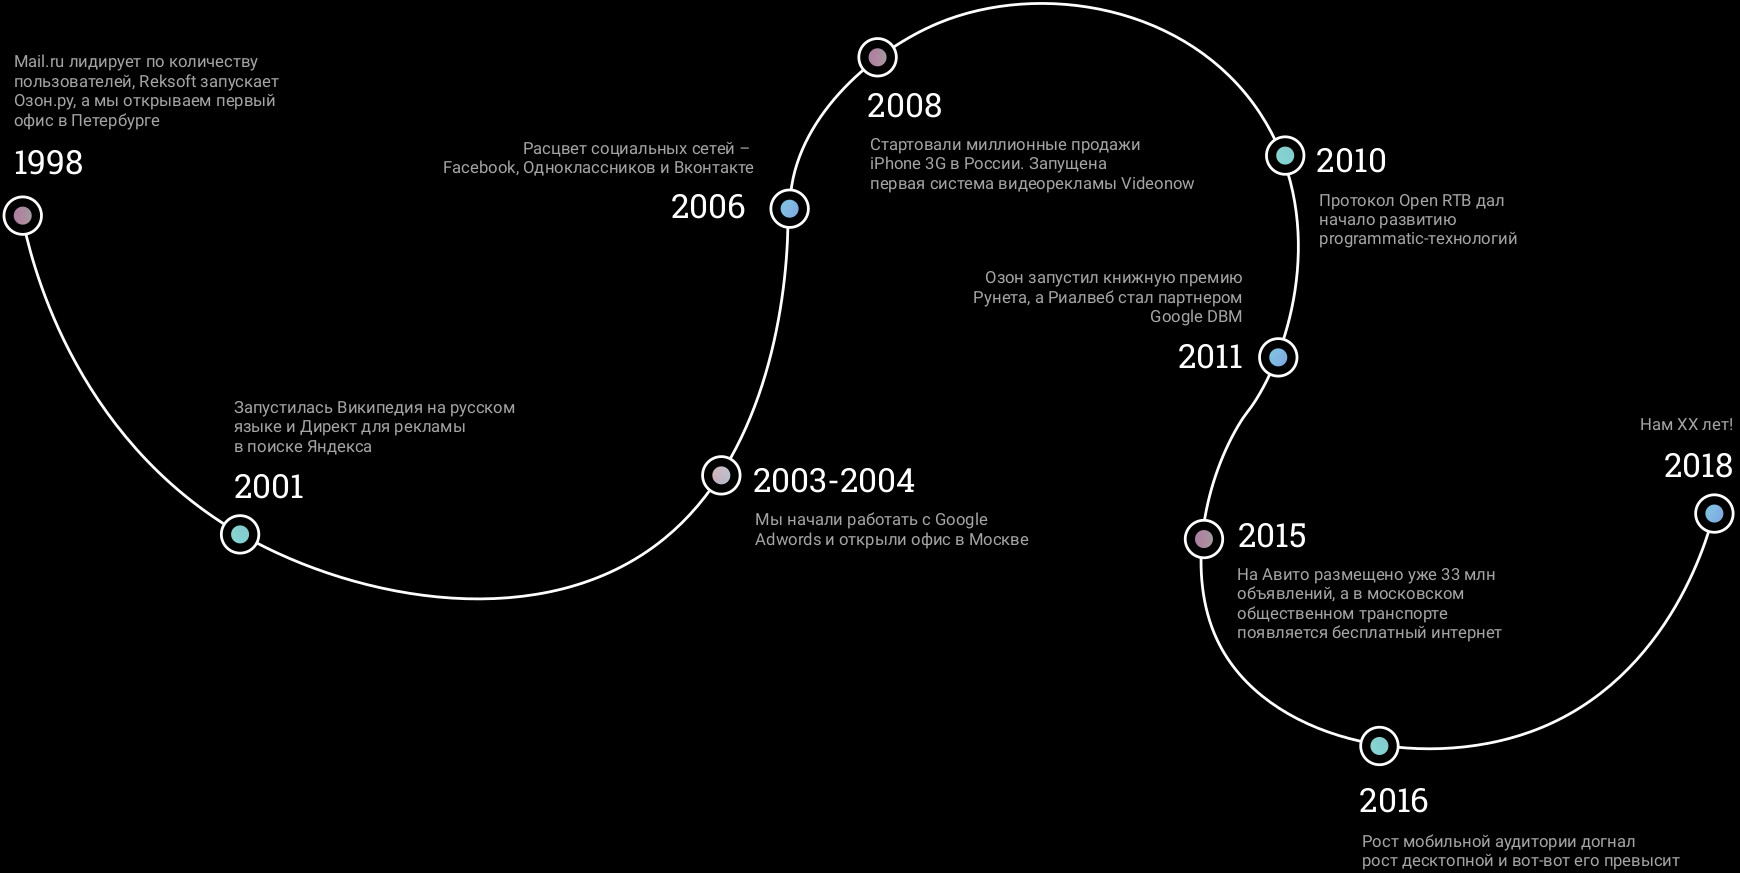 Mail.ru лидирует по количеству
пользователей, Reksoft запускает
Озон.ру, а мы открываем первый
офис в Петербурге
1998
Запустилась Википедия на русском
языке и Директ для рекламы
в поиске Яндекса
2001
2003-2004
Мы начали работать с Google
Adwords и открыли офис в Москве
Расцвет социальных сетей –
Facebook, Одноклассников и Вконтакте
2006
2008
Стартовали миллионные продажи
iPhone 3G в России. Запущена
первая система видеорекламы Videonow
2010
Протокол Open RTB дал
начало развитию
programmatic-технологий
Озон запустил книжную премию
Рунета, а Риалвеб стал партнером
Google DBM
2011
2015
На Авито размещено уже 33 млн
объявлений, а в московском
общественном транспорте
появляется бесплатный интернет
2016
Рост мобильной аудитории догнал
рост десктопной и вот-вот его превысит
Нам XX лет!
2018